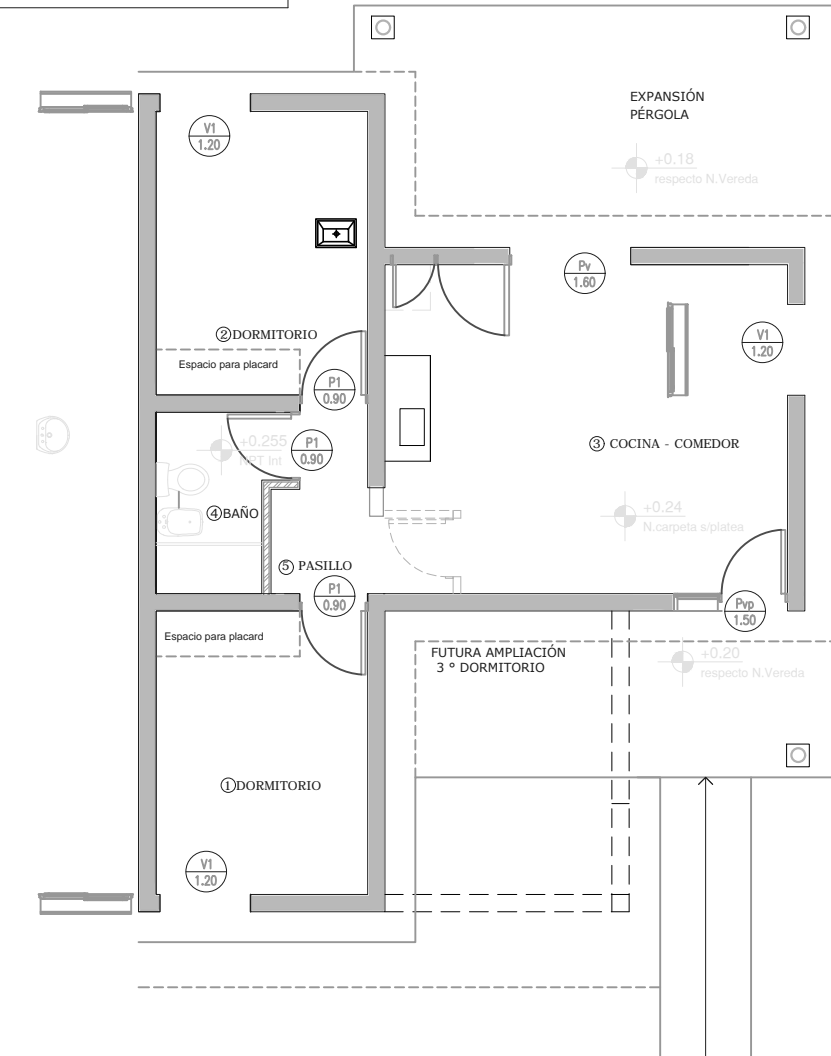 EXPANSIÓN
PÉRGOLA
V1
1.20
+0.18
respecto N.Vereda
Pv
1.60
V1
1.20
②DORMITORIO
Espacio para placard
P1
0.90
+0.255
NPT Int
P1
0.90
③ COCINA - COMEDOR
④BAÑO
+0.24
N.carpeta s/platea
⑤ PASILLO
P1
0.90
Pvp
1.50
Espacio para placard
FUTURA AMPLIACIÓN
3 º DORMITORIO
+0.20
respecto N.Vereda
①DORMITORIO
V1
1.20